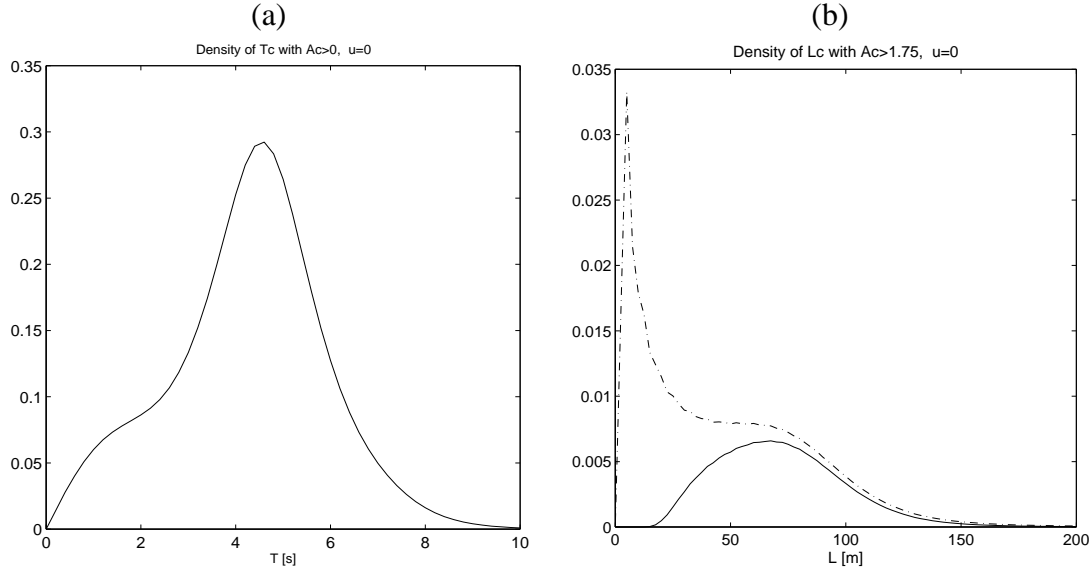 (a)
Density of Tc with Ac>0, u=0
0.35
0.3
0.25
0.2
0.15
0.1
0.05
0
0 2 4 6 8 10
T [s]
(b)
Density of Lc with Ac>1.75, u=0
0.035
0.03
0.025
0.02
0.015
0.01
0.005
0
0 50 100 150 200
L [m]